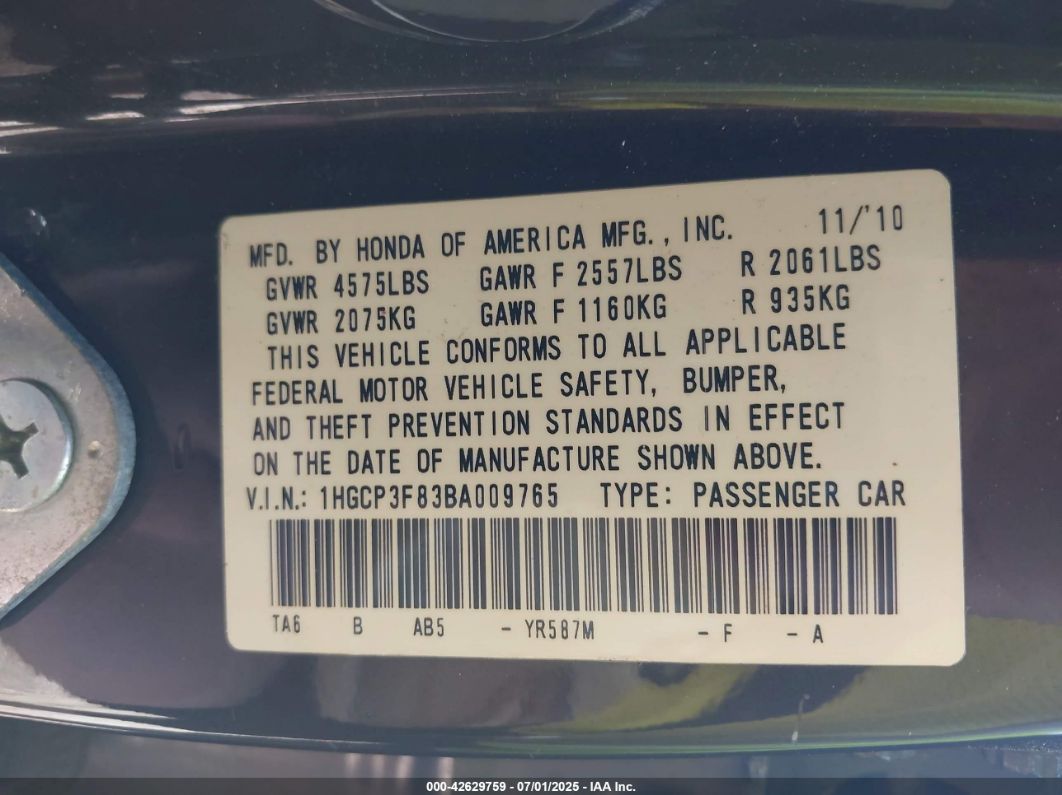 MFD. BY HONDA OF AMERICA MFG., INC. 11/'10
GVWR 4575LBS GAWR F 2557LBS R 2061LBS
GVWR 2075KG GAWR F 1160KG R 935KG
THIS VEHICLE CONFORMS TO ALL APPLICABLE
FEDERAL MOTOR VEHICLE SAFETY, BUMPER,
AND THEFT PREVENTION STANDARDS IN EFFECT
ON THE DATE OF MANUFACTURE SHOWN ABOVE.
V.I.N.: 1HGCP3F83BA009765 TYPE: PASSENGER CAR
TA6 B AB5 - YR587M - F - A
000-42629759 - 07/01/2025 - IAA Inc.